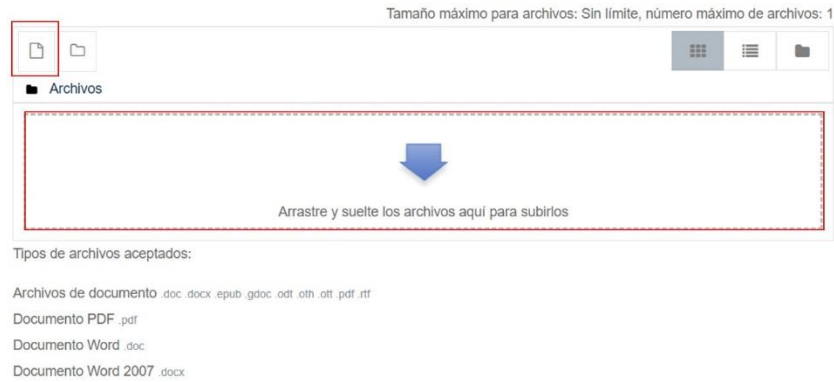 Tamaño máximo para archivos: Sin límite, número máximo de archivos: 1
Archivos
Arrastre y suelte los archivos aquí para subirlos
Tipos de archivos aceptados:
Archivos de documento .doc .docx .epub .gdoc .odt .oth .ott .pdf .rtf
Documento PDF .pdf
Documento Word .doc
Documento Word 2007 .docx